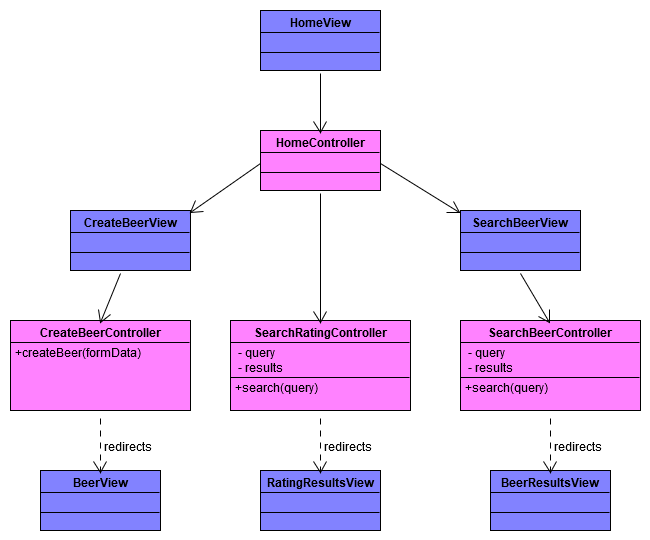 HomeView
HomeController
CreateBeerView
SearchBeerView
CreateBeerController
+createBeer(formData)
SearchRatingController
- query
- results
+search(query)
SearchBeerController
- query
- results
+search(query)
redirects
redirects
redirects
BeerView
RatingResultsView
BeerResultsView